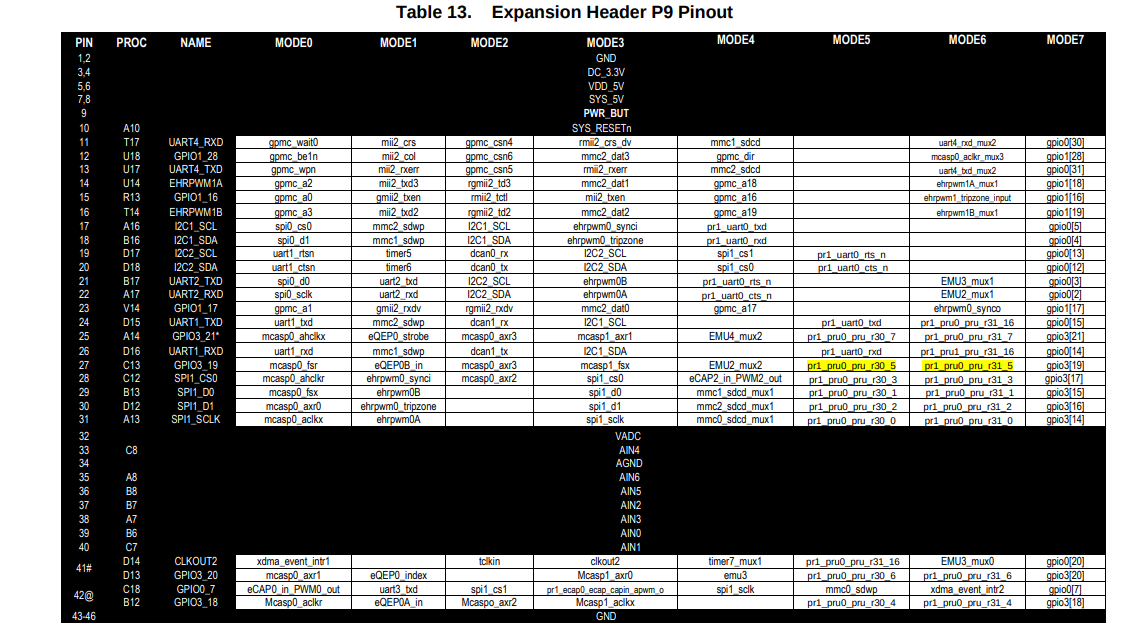 Table 13. Expansion Header P9 Pinout
PIN PROC NAME MODE0 MODE1 MODE2 MODE3 MODE4 MODE5 MODE6 MODE7
1,2 GND
3,4 DC_3.3V
5,6 VDD_5V
7,8 SYS_5V
9 PWR_BUT
10 A10 SYS_RESETn
11 T17 UART4_RXD gpmc_wait0 mii2_crs gpmc_csn4 rmii2_crs_dv mmc1_sdcd uart4_rxd_mux2 gpio0[30]
12 U18 GPIO1_28 gpmc_be1n mii2_col gpmc_csn6 mmc2_dat3 gpmc_dir mcasp0_aclkr_mux3 gpio1[28]
13 U17 UART4_TXD gpmc_wpn mii2_rxerr gpmc_csn5 rmii2_rxerr mmc2_sdcd uart4_txd_mux2 gpio0[31]
14 U14 EHRPWM1A gpmc_a2 mii2_txd3 rgmii2_td3 mmc2_dat1 gpmc_a18 ehrpwm1A_mux1 gpio1[18]
15 R13 GPIO1_16 gpmc_a0 gmii2_txen rmii2_tctl mii2_txen gpmc_a16 ehrpwm1_tripzone_input gpio1[16]
16 T14 EHRPWM1B gpmc_a3 mii2_txd2 rgmii2_td2 mmc2_dat2 gpmc_a19 ehrpwm1B_mux1 gpio1[19]
17 A16 I2C1_SCL spi0_cs0 mmc2_sdwp I2C1_SCL ehrpwm0_synci pr1_uart0_txd gpio0[5]
18 B16 I2C1_SDA spi0_d1 mmc1_sdwp I2C1_SDA ehrpwm0_tripzone pr1_uart0_rxd gpio0[4]
19 D17 I2C2_SCL uart1_rtsn timer5 dcan0_rx I2C2_SCL spi1_cs1 pr1_uart0_rts_n gpio0[13]
20 D18 I2C2_SDA uart1_ctsn timer6 dcan0_tx I2C2_SDA spi1_cs0 pr1_uart0_cts_n gpio0[12]
21 B17 UART2_TXD spi0_d0 uart2_txd I2C2_SCL ehrpwm0B pr1_uart0_rts_n EMU3_mux1 gpio0[3]
22 A17 UART2_RXD spi0_sclk uart2_rxd I2C2_SDA ehrpwm0A pr1_uart0_cts_n EMU2_mux1 gpio0[2]
23 V14 GPIO1_17 gpmc_a1 gmii2_rxdv rgmii2_rxdv mmc2_dat0 gpmc_a17 ehrpwm0_synco gpio1[17]
24 D15 UART1_TXD uart1_txd mmc2_sdwp dcan1_rx I2C1_SCL pr1_uart0_txd pr1_pru0_pru_r31_16 gpio0[15]
25 A14 GPIO3_21* mcasp0_ahclkx eQEP0_strobe mcasp0_axr3 mcasp1_axr1 EMU4_mux2 pr1_pru0_pru_r30_7 pr1_pru0_pru_r31_7 gpio3[21]
26 D16 UART1_RXD uart1_rxd mmc1_sdwp dcan1_tx I2C1_SDA pr1_uart0_rxd pr1_pru1_pru_r31_16 gpio0[14]
27 C13 GPIO3_19 mcasp0_fsr eQEP0B_in mcasp0_axr3 mcasp1_fsx EMU2_mux2 pr1_pru0_pru_r30_5 pr1_pru0_pru_r31_5 gpio3[19]
28 C12 SPI1_CS0 mcasp0_ahclkr ehrpwm0_synci mcasp0_axr2 spi1_cs0 eCAP2_in_PWM2_out pr1_pru0_pru_r30_3 pr1_pru0_pru_r31_3 gpio3[17]
29 B13 SPI1_D0 mcasp0_fsx ehrpwm0B spi1_d0 mmc1_sdcd_mux1 pr1_pru0_pru_r30_1 pr1_pru0_pru_r31_1 gpio3[15]
30 D12 SPI1_D1 mcasp0_axr0 ehrpwm0_tripzone spi1_d1 mmc2_sdcd_mux1 pr1_pru0_pru_r30_2 pr1_pru0_pru_r31_2 gpio3[16]
31 A13 SPI1_SCLK mcasp0_aclkx ehrpwm0A spi1_sclk mmc0_sdcd_mux1 pr1_pru0_pru_r30_0 pr1_pru0_pru_r31_0 gpio3[14]
32 VADC
33 C8 AIN4
34 AGND
35 A8 AIN6
36 B8 AIN5
37 B7 AIN2
38 A7 AIN3
39 B6 AIN0
40 C7 AIN1
41# D14 CLKOUT2 xdma_event_intr1 tclkin clkout2 timer7_mux1 pr1_pru0_pru_r31_16 EMU3_mux0 gpio0[20]
D13 GPIO3_20 mcasp0_axr1 eQEP0_index Mcasp1_axr0 emu3 pr1_pru0_pru_r30_6 pr1_pru0_pru_r31_6 gpio3[20]
42@ C18 GPIO0_7 eCAP0_in_PWM0_out uart3_txd spi1_cs1 pr1_ecap0_ecap_capin_apwm_o spi1_sclk mmc0_sdwp xdma_event_intr2 gpio0[7]
B12 GPIO3_18 Mcasp0_aclkr eQEP0A_in Mcaspo_axr2 Mcasp1_aclkx pr1_pru0_pru_r30_4 pr1_pru0_pru_r31_4 gpio3[18]
43-46 GND